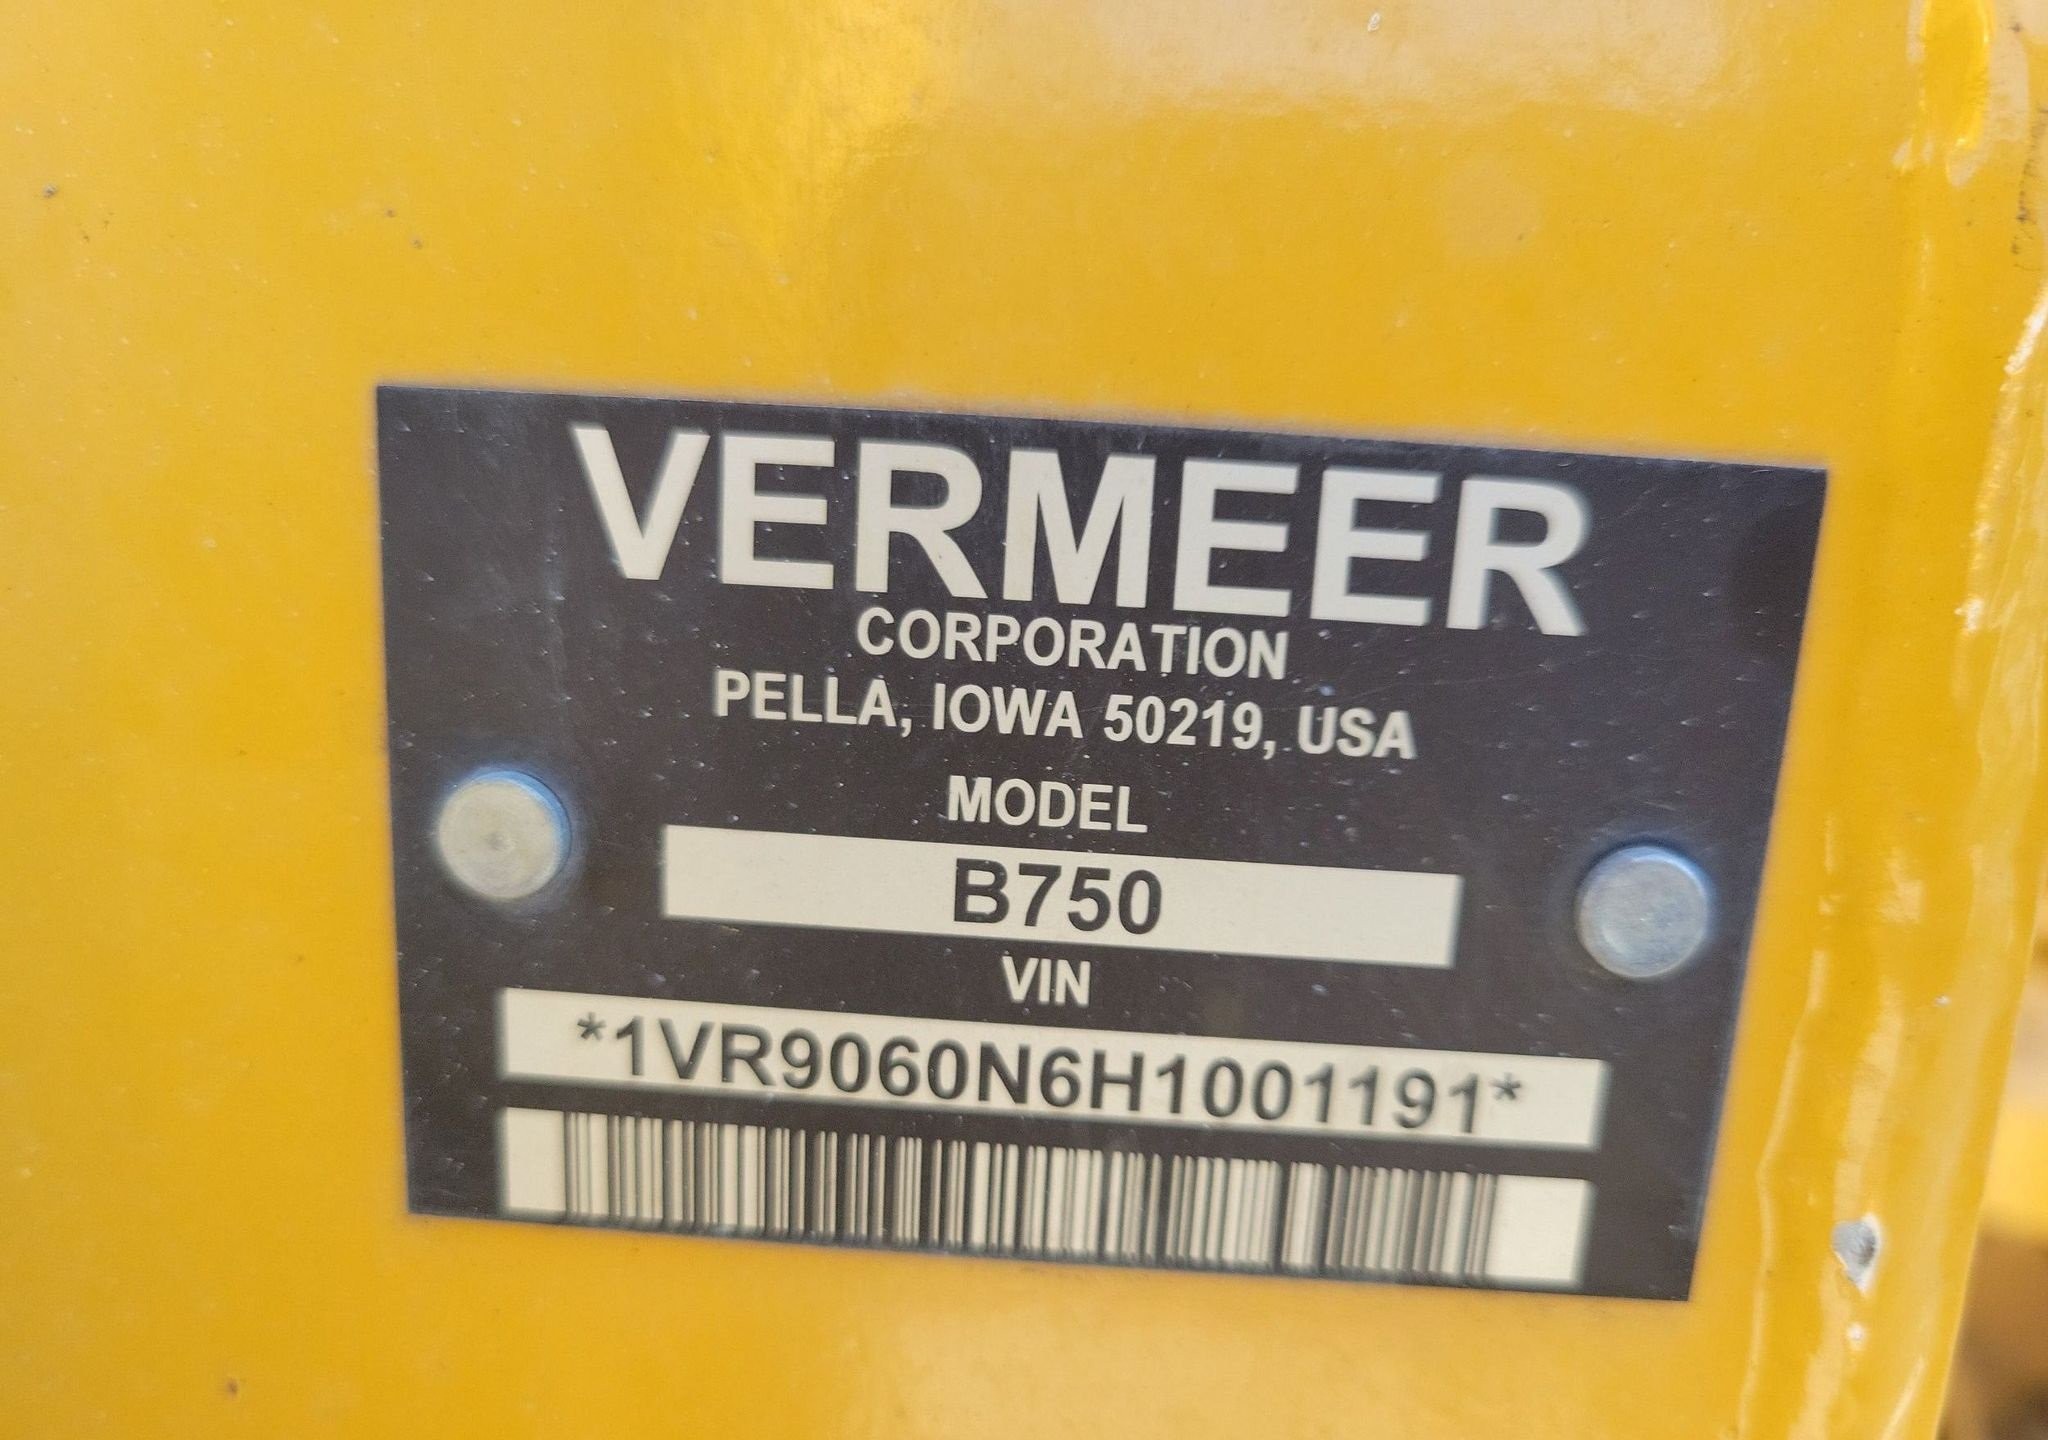 VERMEER
CORPORATION
PELLA, IOWA 50219, USA
MODEL
B750
VIN
*1VR9060N6H1001191*